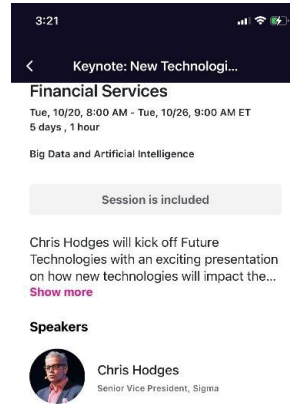 3:21
Keynote: New Technologi...
Financial Services
Tue, 10/20, 8:00 AM - Tue, 10/26, 9:00 AM ET
5 days , 1 hour
Big Data and Artificial Intelligence
Session is included
Chris Hodges will kick off Future
Technologies with an exciting presentation
on how new technologies will impact the...
Show more
Speakers
Chris Hodges
Senior Vice President, Sigma